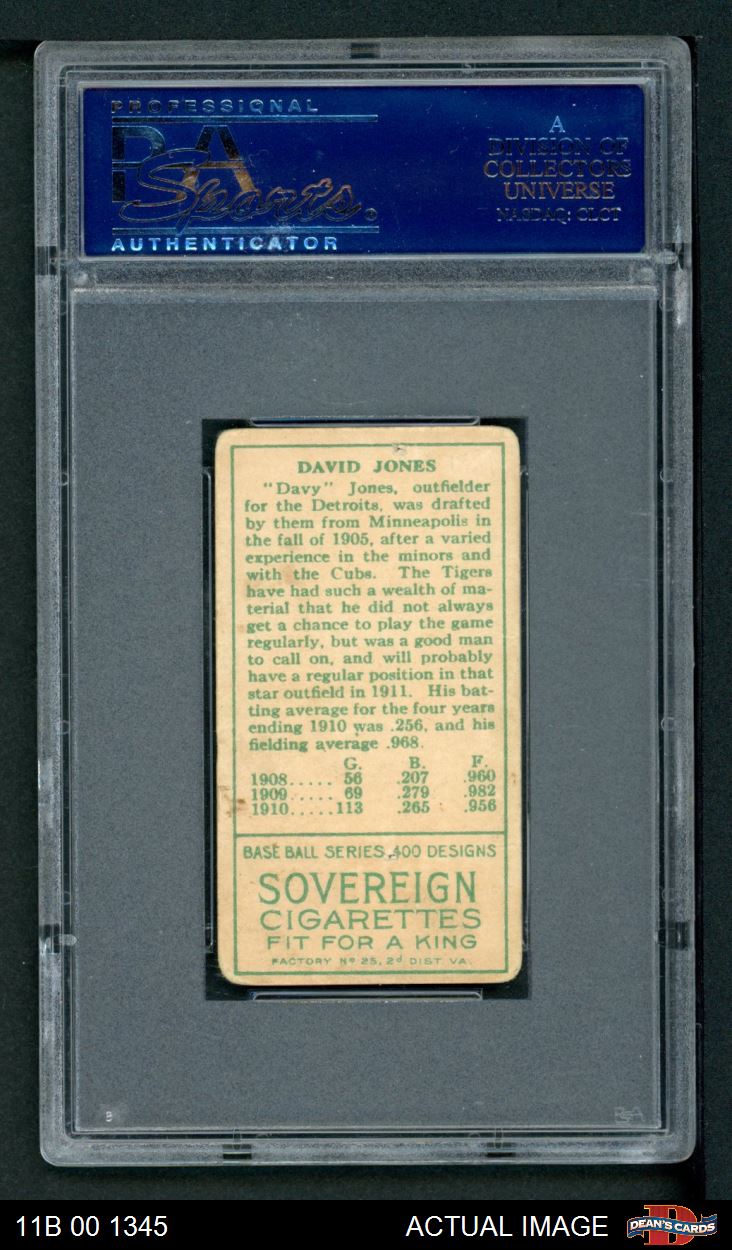 PROFESSIONAL
PSA
Sports
AUTHENTICATOR
A
DIVISION OF
COLLECTORS
UNIVERSE
NASDAQ: CLCT
DAVID JONES
"Davy" Jones, outfielder
for the Detroits, was drafted
by them from Minneapolis in
the fall of 1905, after a varied
experience in the minors and
with the Cubs. The Tigers
have had such a wealth of ma-
terial that he did not always
get a chance to play the game
regularly, but was a good man
to call on, and will probably
have a regular position in that
star outfield in 1911. His bat-
ting average for the four years
ending 1910 was .256, and his
fielding average .968.
G. B. F.
1908..... 56 .207 .960
1909..... 69 .279 .982
1910.....113 .265 .956
BASE BALL SERIES 400 DESIGNS
SOVEREIGN
CIGARETTES
FIT FOR A KING
FACTORY Nº 25, 2d DIST. VA.
PSA
11B 00 1345 ACTUAL IMAGE DEAN'S CARDS